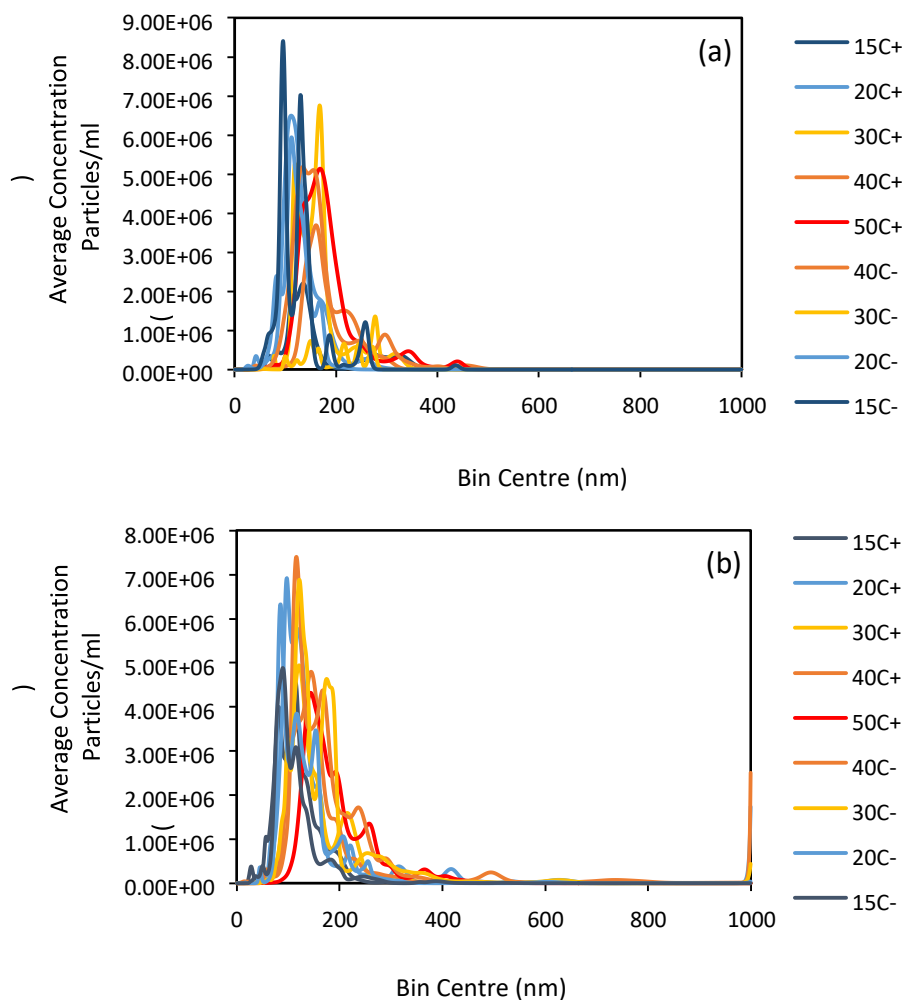 (a)
9.00E+06
8.00E+06
7.00E+06
6.00E+06
5.00E+06
4.00E+06
3.00E+06
2.00E+06
1.00E+06
0.00E+00
Average Concentration
Particles/ml
)
(
0 200 400 600 800 1000
Bin Centre (nm)
15C+
20C+
30C+
40C+
50C+
40C-
30C-
20C-
15C-
(b)
8.00E+06
7.00E+06
6.00E+06
5.00E+06
4.00E+06
3.00E+06
2.00E+06
1.00E+06
0.00E+00
Average Concentration
Particles/ml
)
(
0 200 400 600 800 1000
Bin Centre (nm)
15C+
20C+
30C+
40C+
50C+
40C-
30C-
20C-
15C-